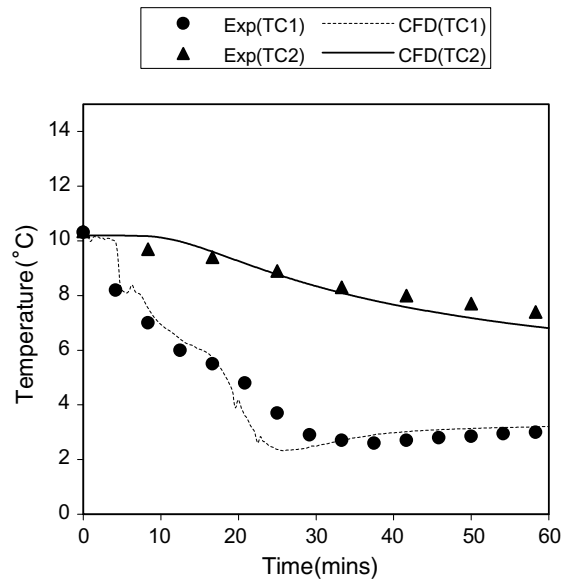 Exp(TC1) CFD(TC1)
Exp(TC2) CFD(TC2)
14
12
10
8
6
4
2
0
Temperature(°C)
0 10 20 30 40 50 60
Time(mins)